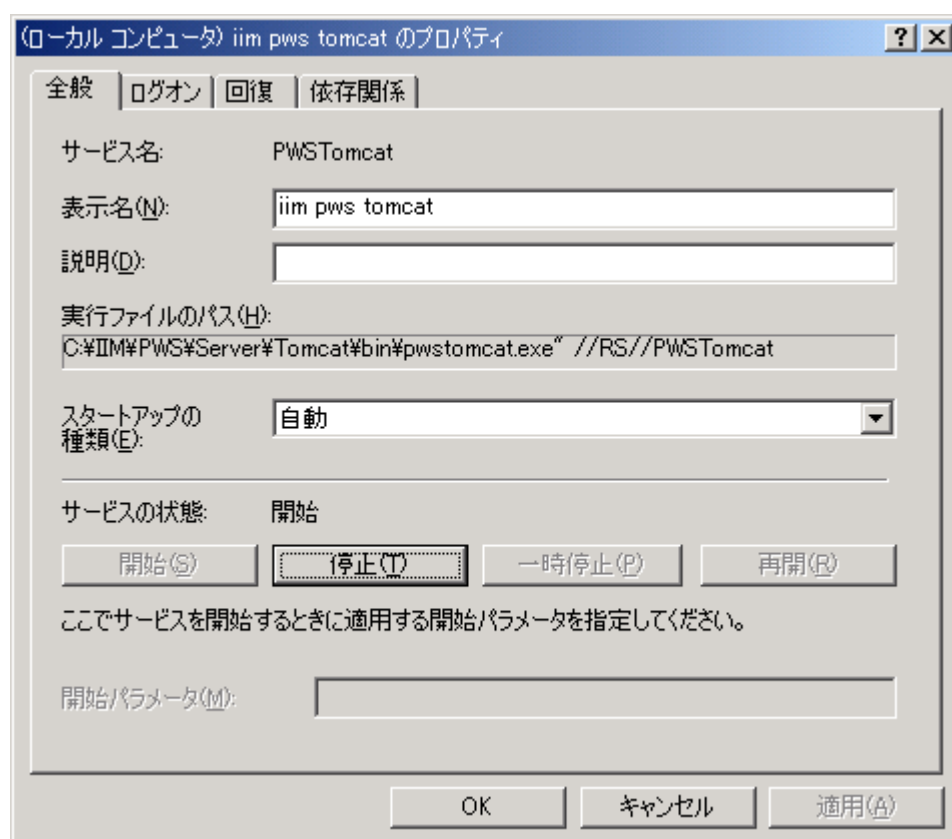 (ローカル コンピュータ) iim pws tomcat のプロパティ
全般 ログオン 回復 依存関係
サービス名: PWSTomcat
表示名(N): iim pws tomcat
説明(D):
実行ファイルのパス(H):
C:¥IIM¥PWS¥Server¥Tomcat¥bin¥pwstomcat.exe" //RS//PWSTomcat
スタートアップの
種類(E): 自動
サービスの状態: 開始
開始(S) 停止(T) 一時停止(P) 再開(R)
ここでサービスを開始するときに適用する開始パラメータを指定してください。
開始パラメータ(M):
OK キャンセル 適用(A)